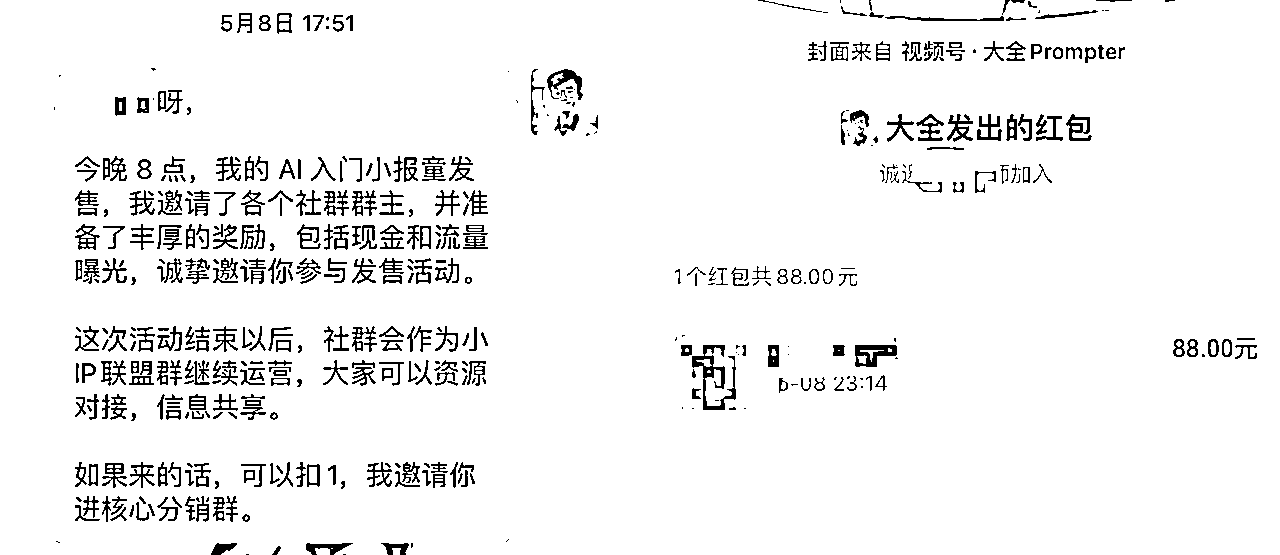 5月8日 17:51
呀，
今晚 8 点，我的 AI 入门小报童发
售，我邀请了各个社群群主，并准
备了丰厚的奖励，包括现金和流量
曝光，诚挚邀请你参与发售活动。
这次活动结束以后，社群会作为小
IP联盟群继续运营，大家可以资源
对接，信息共享。
如果来的话，可以扣1，我邀请你
进核心分销群。
封面来自 视频号·大全Prompter
大全发出的红包
诚 加入
1个红包共88.00元
88.00元
-08 23:14